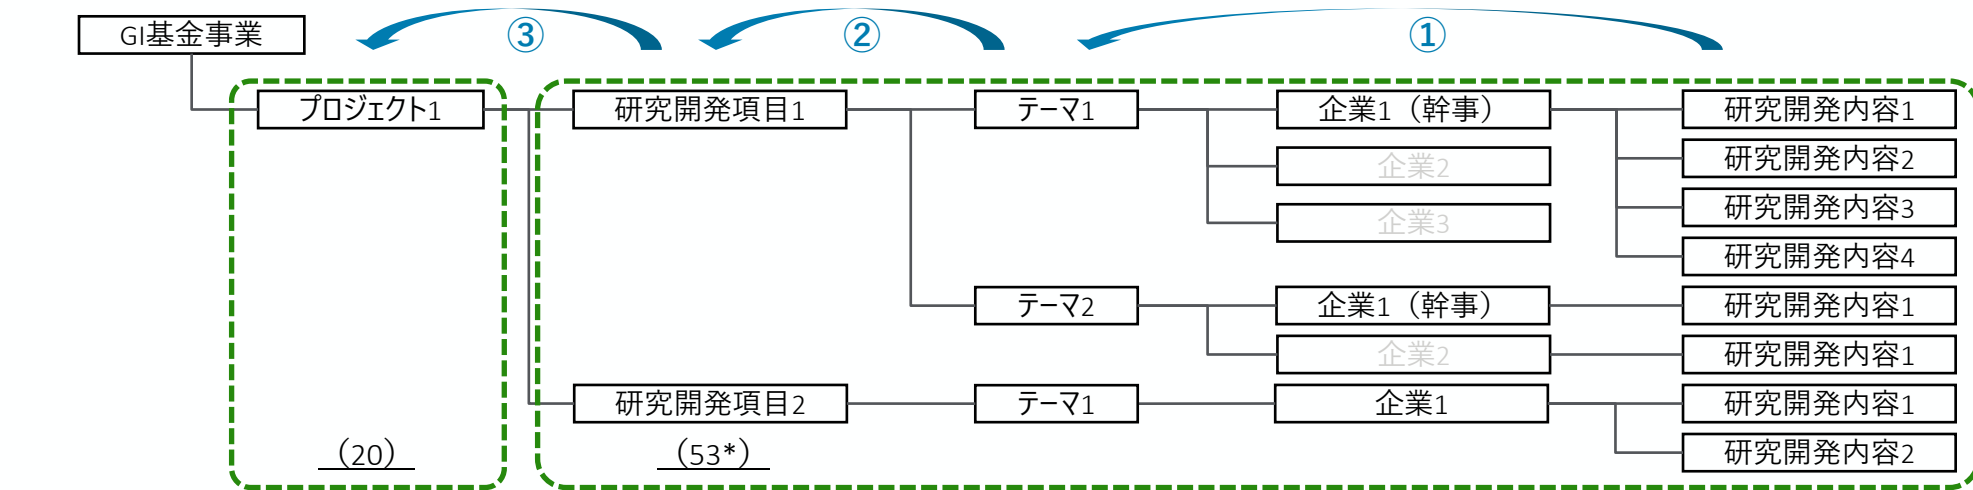 GI基金事業
③
②
①
プロジェクト1
研究開発項目1
テーマ1
企業1（幹事）
研究開発内容1
企業2
研究開発内容2
企業3
研究開発内容3
研究開発内容4
テーマ2
企業1（幹事）
研究開発内容1
企業2
研究開発内容1
研究開発項目2
テーマ1
企業1
研究開発内容1
研究開発内容2
（20）
（53*）